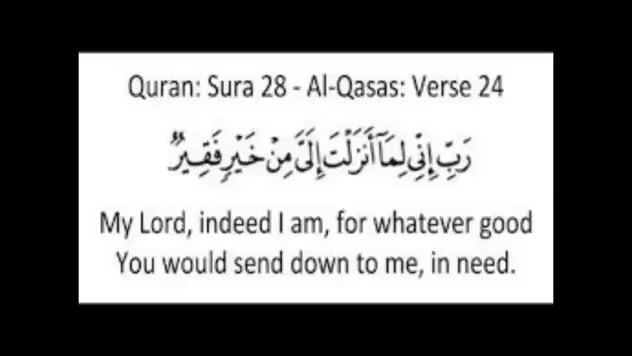 Quran: Sura 28 - Al-Qasas: Verse 24
رَبِّ إِنِّي لِمَا أَنزَلْتَ إِلَيَّ مِنْ خَيْرٍ فَقِيرٌ
My Lord, indeed I am, for whatever good
You would send down to me, in need.